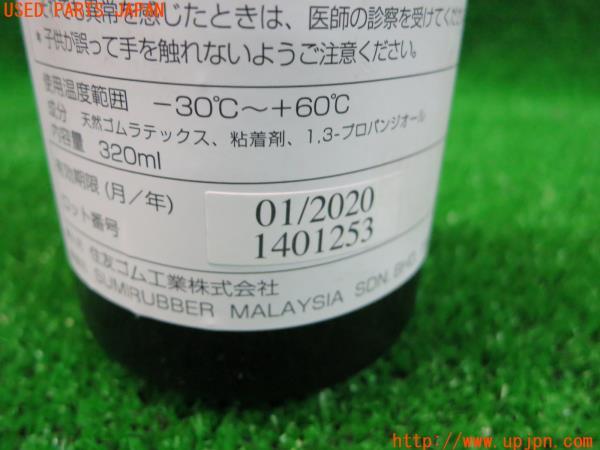 USED PARTS JAPAN
異常を感じたときは、医師の診察を受けてくだ
*子供が誤って手を触れないようご注意ください。
使用温度範囲 －30℃～＋60℃
成分 天然ゴムラテックス、粘着剤、1,3-プロパンジオール
内容量 320ml
有効期限（月/年） 01/2020
ロット番号 1401253
住友ゴム工業株式会社
SUMIRUBBER MALAYSIA SDN. BHD.
http://www.upjpn.com/